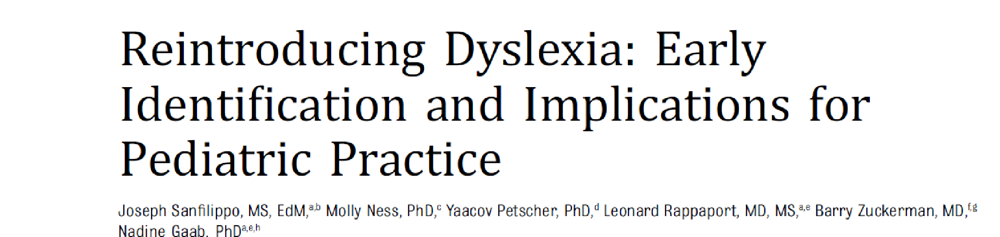 Reintroducing Dyslexia: Early
Identification and Implications for
Pediatric Practice
Joseph Sanfilippo, MS, EdM,a,b Molly Ness, PhD,c Yaacov Petscher, PhD,d Leonard Rappaport, MD, MS,a,e Barry Zuckerman, MD,f,g
Nadine Gaab, PhDa,e,h